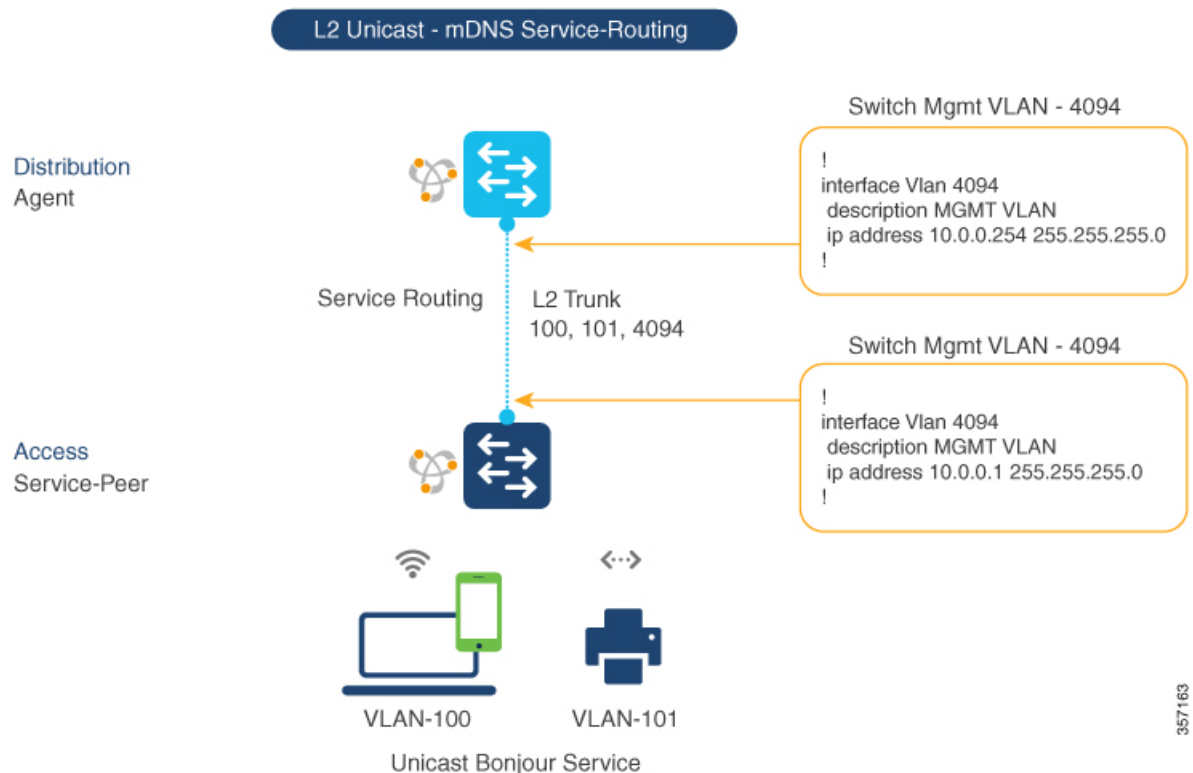 L2 Unicast - mDNS Service-Routing
Switch Mgmt VLAN - 4094
!
interface Vlan 4094
description MGMT VLAN
ip address 10.0.0.254 255.255.255.0
!
Distribution
Agent
Service Routing
L2 Trunk
100, 101, 4094
Switch Mgmt VLAN - 4094
!
interface Vlan 4094
description MGMT VLAN
ip address 10.0.0.1 255.255.255.0
!
Access
Service-Peer
VLAN-100
VLAN-101
Unicast Bonjour Service
357163